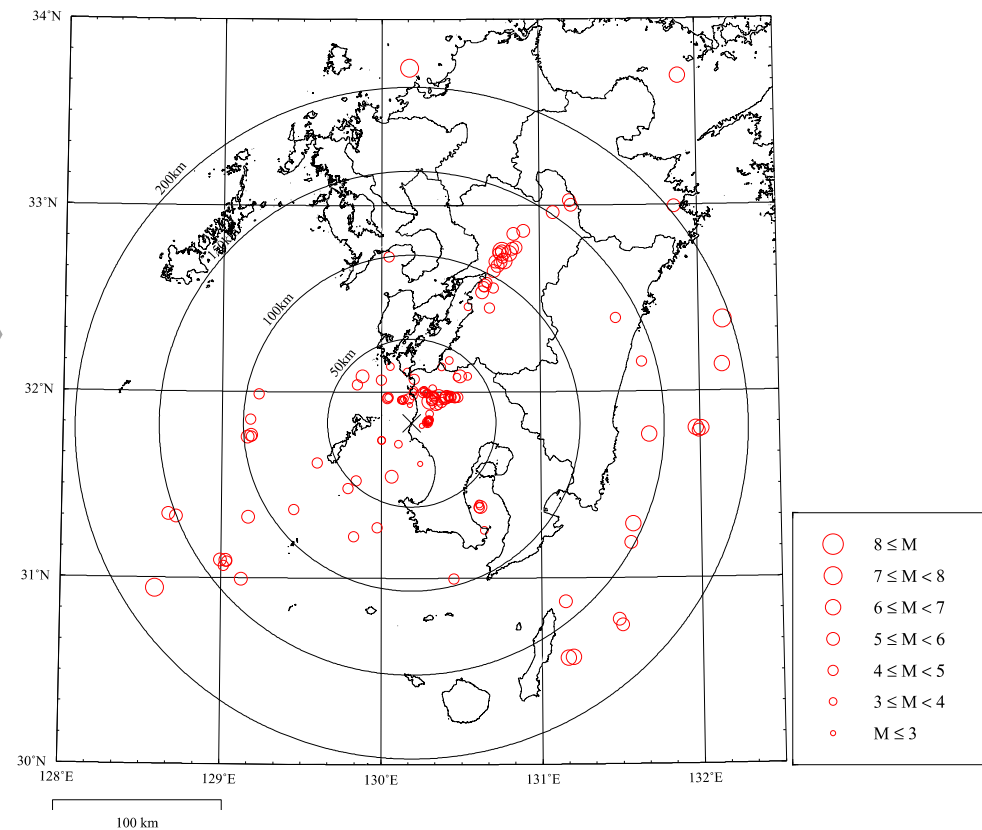 34°N
33°N
32°N
31°N
30°N
200km
100km
50km
128°E
129°E
130°E
131°E
132°E
100 km
8 ≤ M
7 ≤ M < 8
6 ≤ M < 7
5 ≤ M < 6
4 ≤ M < 5
3 ≤ M < 4
M ≤ 3